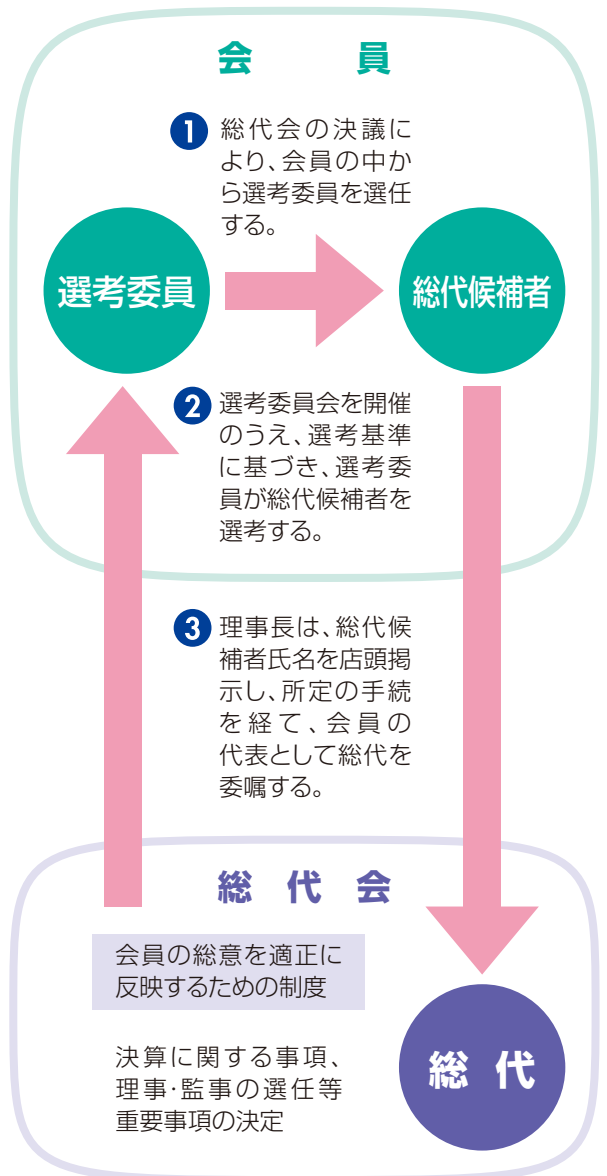 会員
1 総代会の決議に
より、会員の中か
ら選考委員を選任
する。
選考委員
総代候補者
2 選考委員会を開催
のうえ、選考基準
に基づき、選考委
員が総代候補者を
選考する。
3 理事長は、総代候
補者氏名を店頭掲
示し、所定の手続
を経て、会員の
代表として総代を
委嘱する。
総代会
会員の総意を適正に
反映するための制度
決算に関する事項、
理事・監事の選任等
重要事項の決定
総代